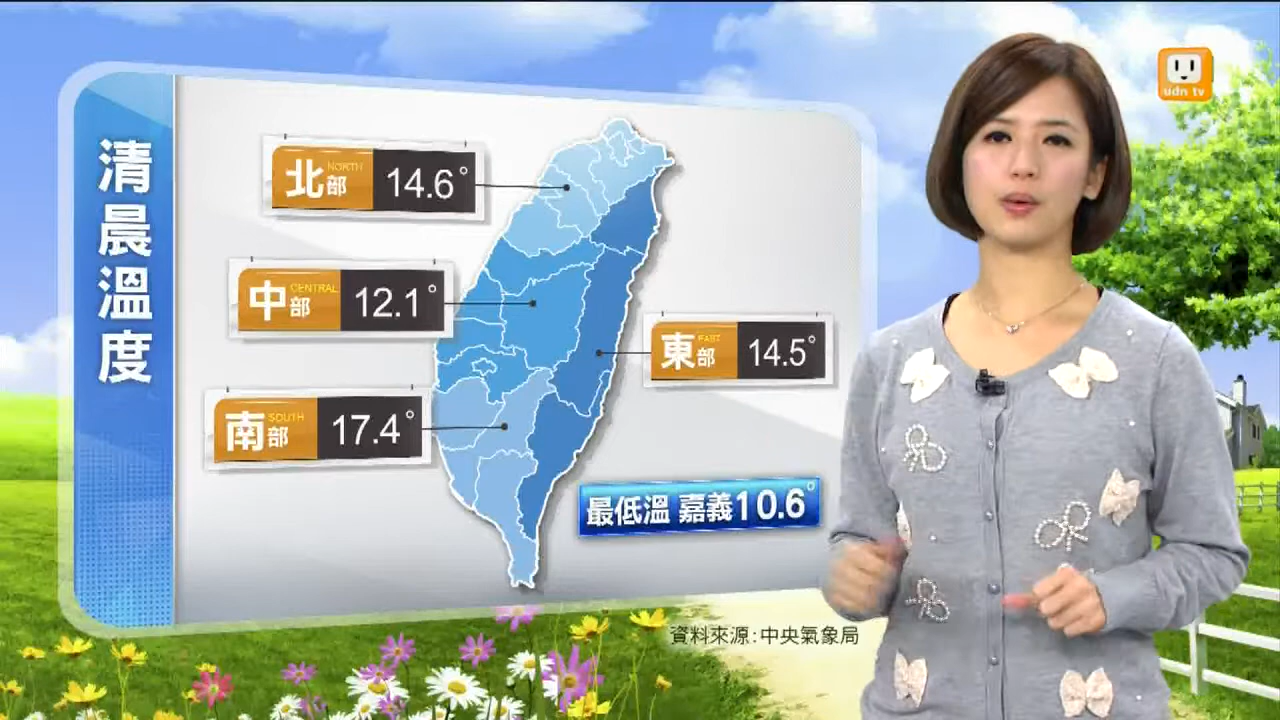 清晨溫度
北部 NORTH 14.6°
中部 CENTRAL 12.1°
南部 SOUTH 17.4°
東部 EAST 14.5°
最低溫 嘉義10.6°
資料來源:中央氣象局
udn tv